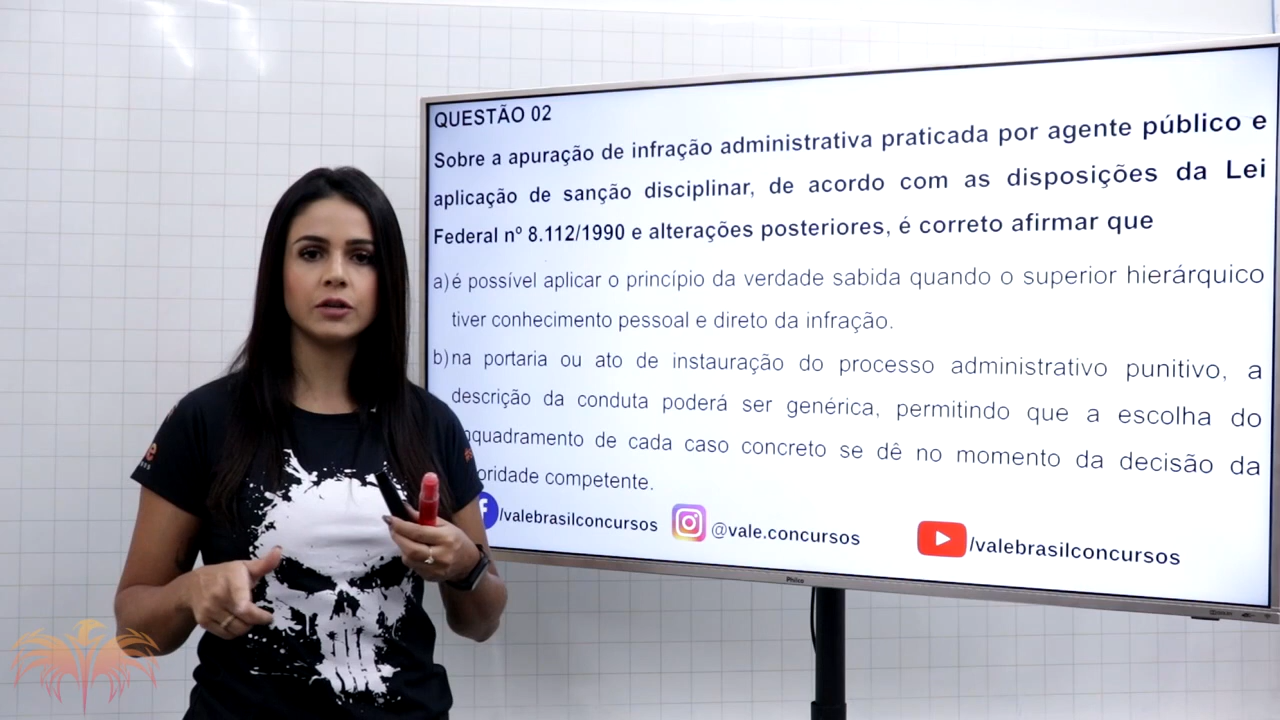 QUESTÃO 02
Sobre a apuração de infração administrativa praticada por agente público e
aplicação de sanção disciplinar, de acordo com as disposições da Lei
Federal nº 8.112/1990 e alterações posteriores, é correto afirmar que
a) é possível aplicar o princípio da verdade sabida quando o superior hierárquico
tiver conhecimento pessoal e direto da infração.
b) na portaria ou ato de instauração do processo administrativo punitivo, a
descrição da conduta poderá ser genérica, permitindo que a escolha do
nquadramento de cada caso concreto se dê no momento da decisão da
oridade competente.
/valebrasilconcursos
@vale.concursos
/valebrasilconcursos
Philco